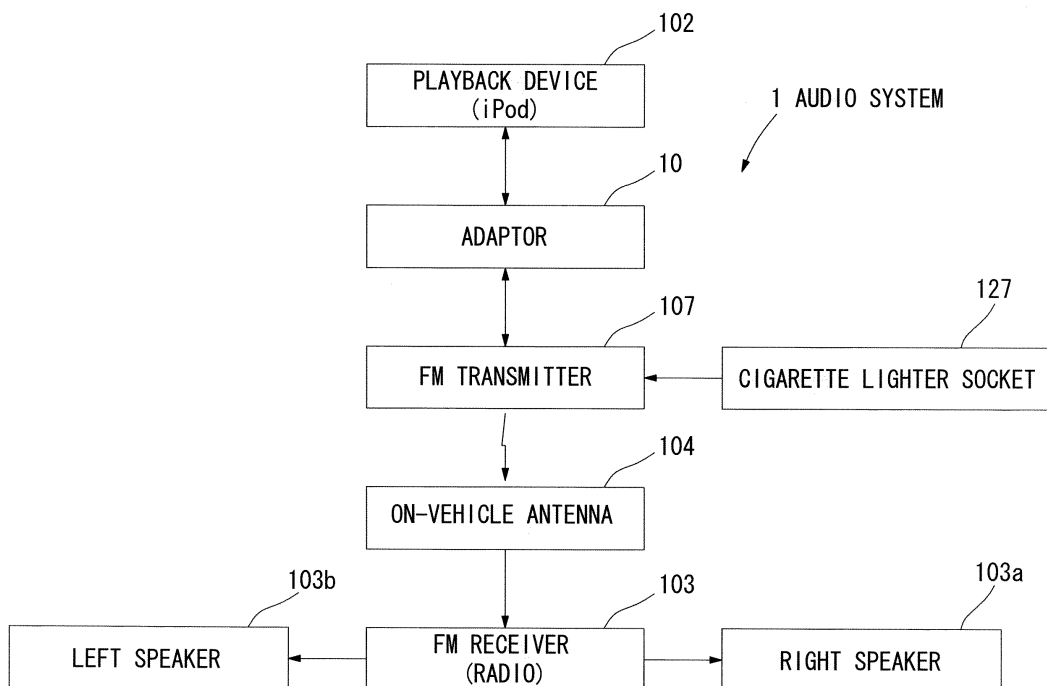 102
PLAYBACK DEVICE
(iPod)
1 AUDIO SYSTEM
10
ADAPTOR
107
127
FM TRANSMITTER
CIGARETTE LIGHTER SOCKET
104
ON-VEHICLE ANTENNA
103b
103
103a
LEFT SPEAKER
FM RECEIVER
(RADIO)
RIGHT SPEAKER